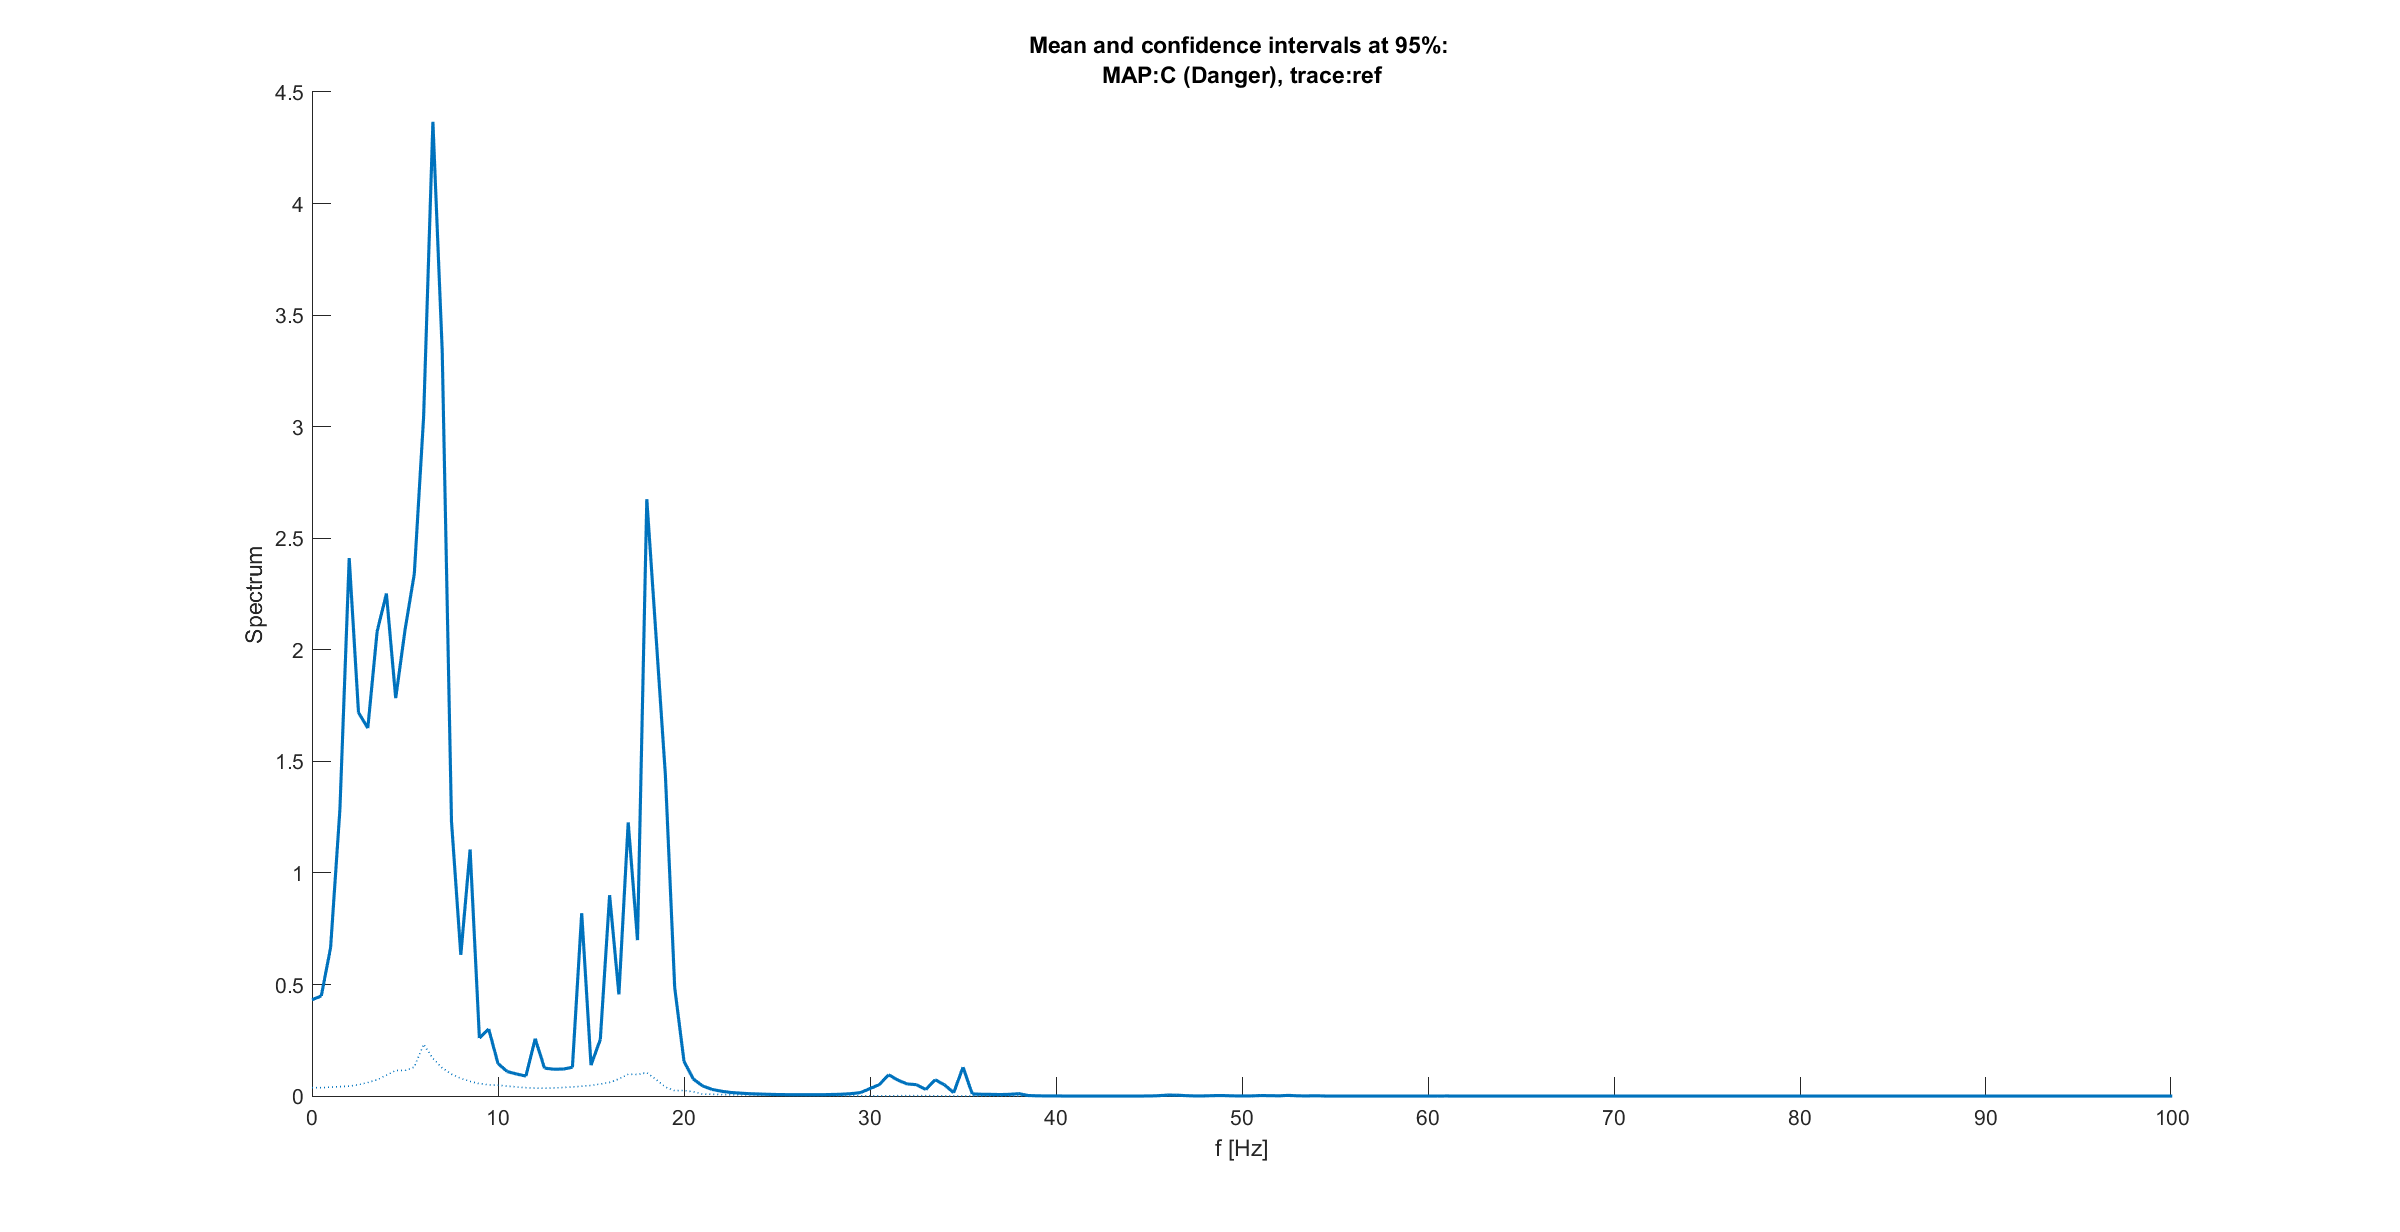 Mean and confidence intervals at 95%:
MAP:C (Danger), trace:ref
4.5
4
3.5
3
2.5
2
1.5
1
0.5
0
Spectrum
0 10 20 30 40 50 60 70 80 90 100
f [Hz]